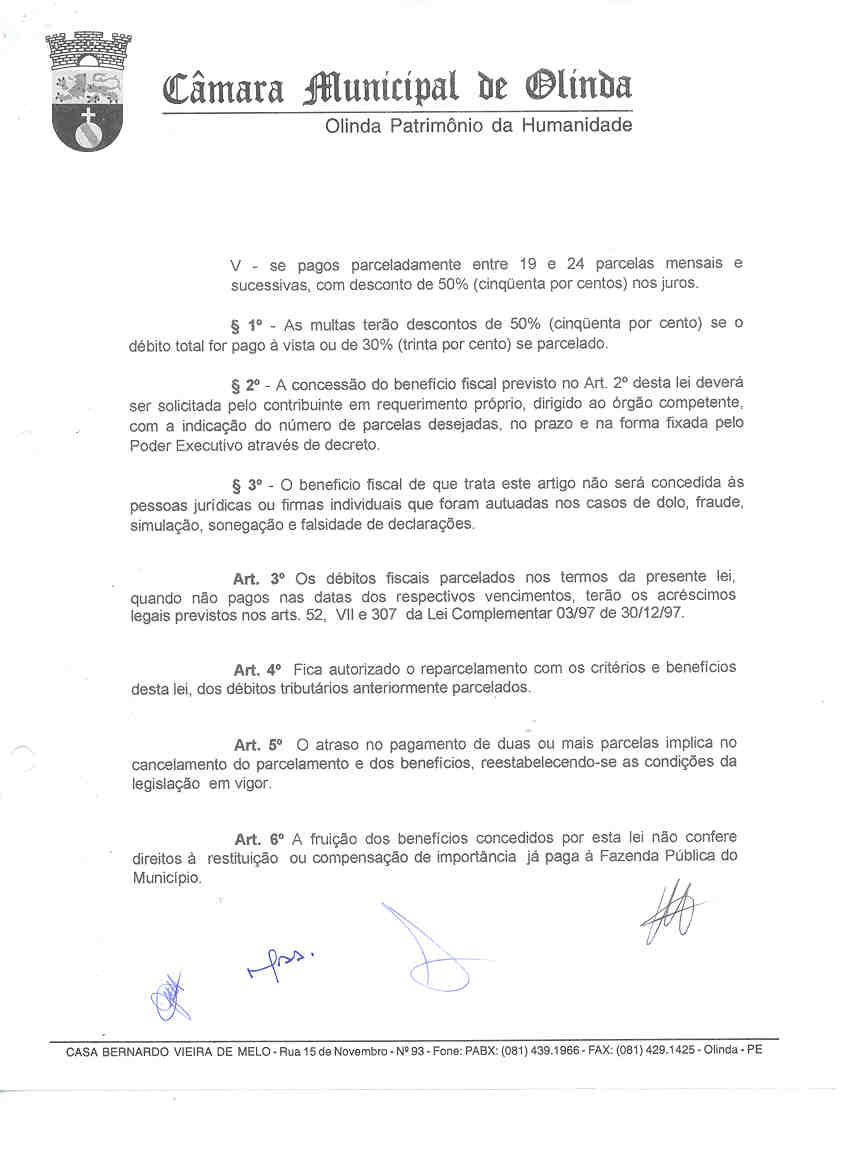 Câmara Municipal de Olinda
Olinda Patrimônio da Humanidade
V - se pagos parceladamente entre 19 e 24 parcelas mensais e
sucessivas, com desconto de 50% (cinqüenta por centos) nos juros.
§ 1º - As multas terão descontos de 50% (cinqüenta por cento) se o
débito total for pago à vista ou de 30% (trinta por cento) se parcelado.
§ 2º - A concessão do benefício fiscal previsto no Art. 2º desta lei deverá
ser solicitada pelo contribuinte em requerimento próprio, dirigido ao órgão competente,
com a indicação do número de parcelas desejadas, no prazo e na forma fixada pelo
Poder Executivo através de decreto.
§ 3º - O beneficio fiscal de que trata este artigo não será concedida às
pessoas jurídicas ou firmas individuais que foram autuadas nos casos de dolo, fraude,
simulação, sonegação e falsidade de declarações.
Art. 3º Os débitos fiscais parcelados nos termos da presente lei,
quando não pagos nas datas dos respectivos vencimentos, terão os acréscimos
legais previstos nos arts. 52, VII e 307 da Lei Complementar 03/97 de 30/12/97.
Art. 4º Fica autorizado o reparcelamento com os critérios e benefícios
desta lei, dos débitos tributários anteriormente parcelados.
Art. 5º O atraso no pagamento de duas ou mais parcelas implica no
cancelamento do parcelamento e dos benefícios, reestabelecendo-se as condições da
legislação em vigor.
Art. 6º A fruição dos benefícios concedidos por esta lei não confere
direitos à restituição ou compensação de importância já paga à Fazenda Pública do
Município.
CASA BERNARDO VIEIRA DE MELO - Rua 15 de Novembro - Nº 93 - Fone: PABX: (081) 439.1966 - FAX: (081) 429.1425 - Olinda - PE